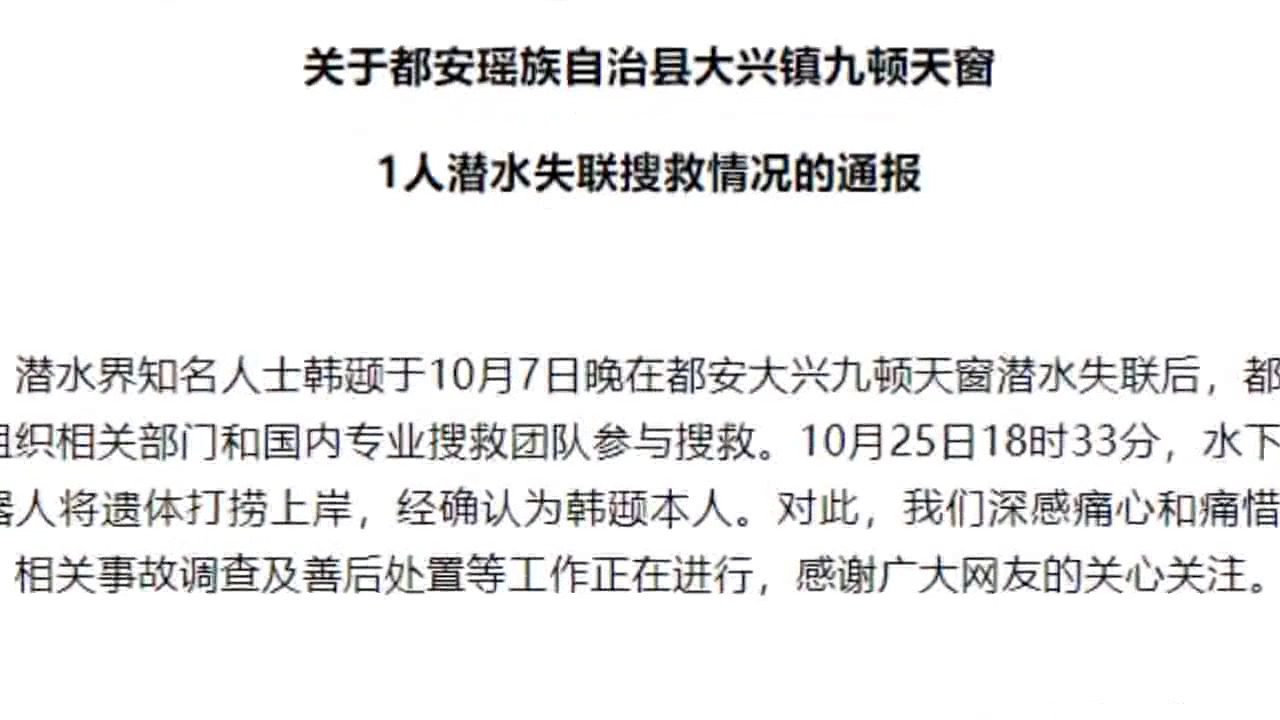 关于都安瑶族自治县大兴镇九顿天窗
1人潜水失联搜救情况的通报
潜水界知名人士韩颋于10月7日晚在都安大兴九顿天窗潜水失联后，都
组织相关部门和国内专业搜救团队参与搜救。10月25日18时33分，水下
器人将遗体打捞上岸，经确认为韩颋本人。对此，我们深感痛心和痛惜
相关事故调查及善后处置等工作正在进行，感谢广大网友的关心关注。